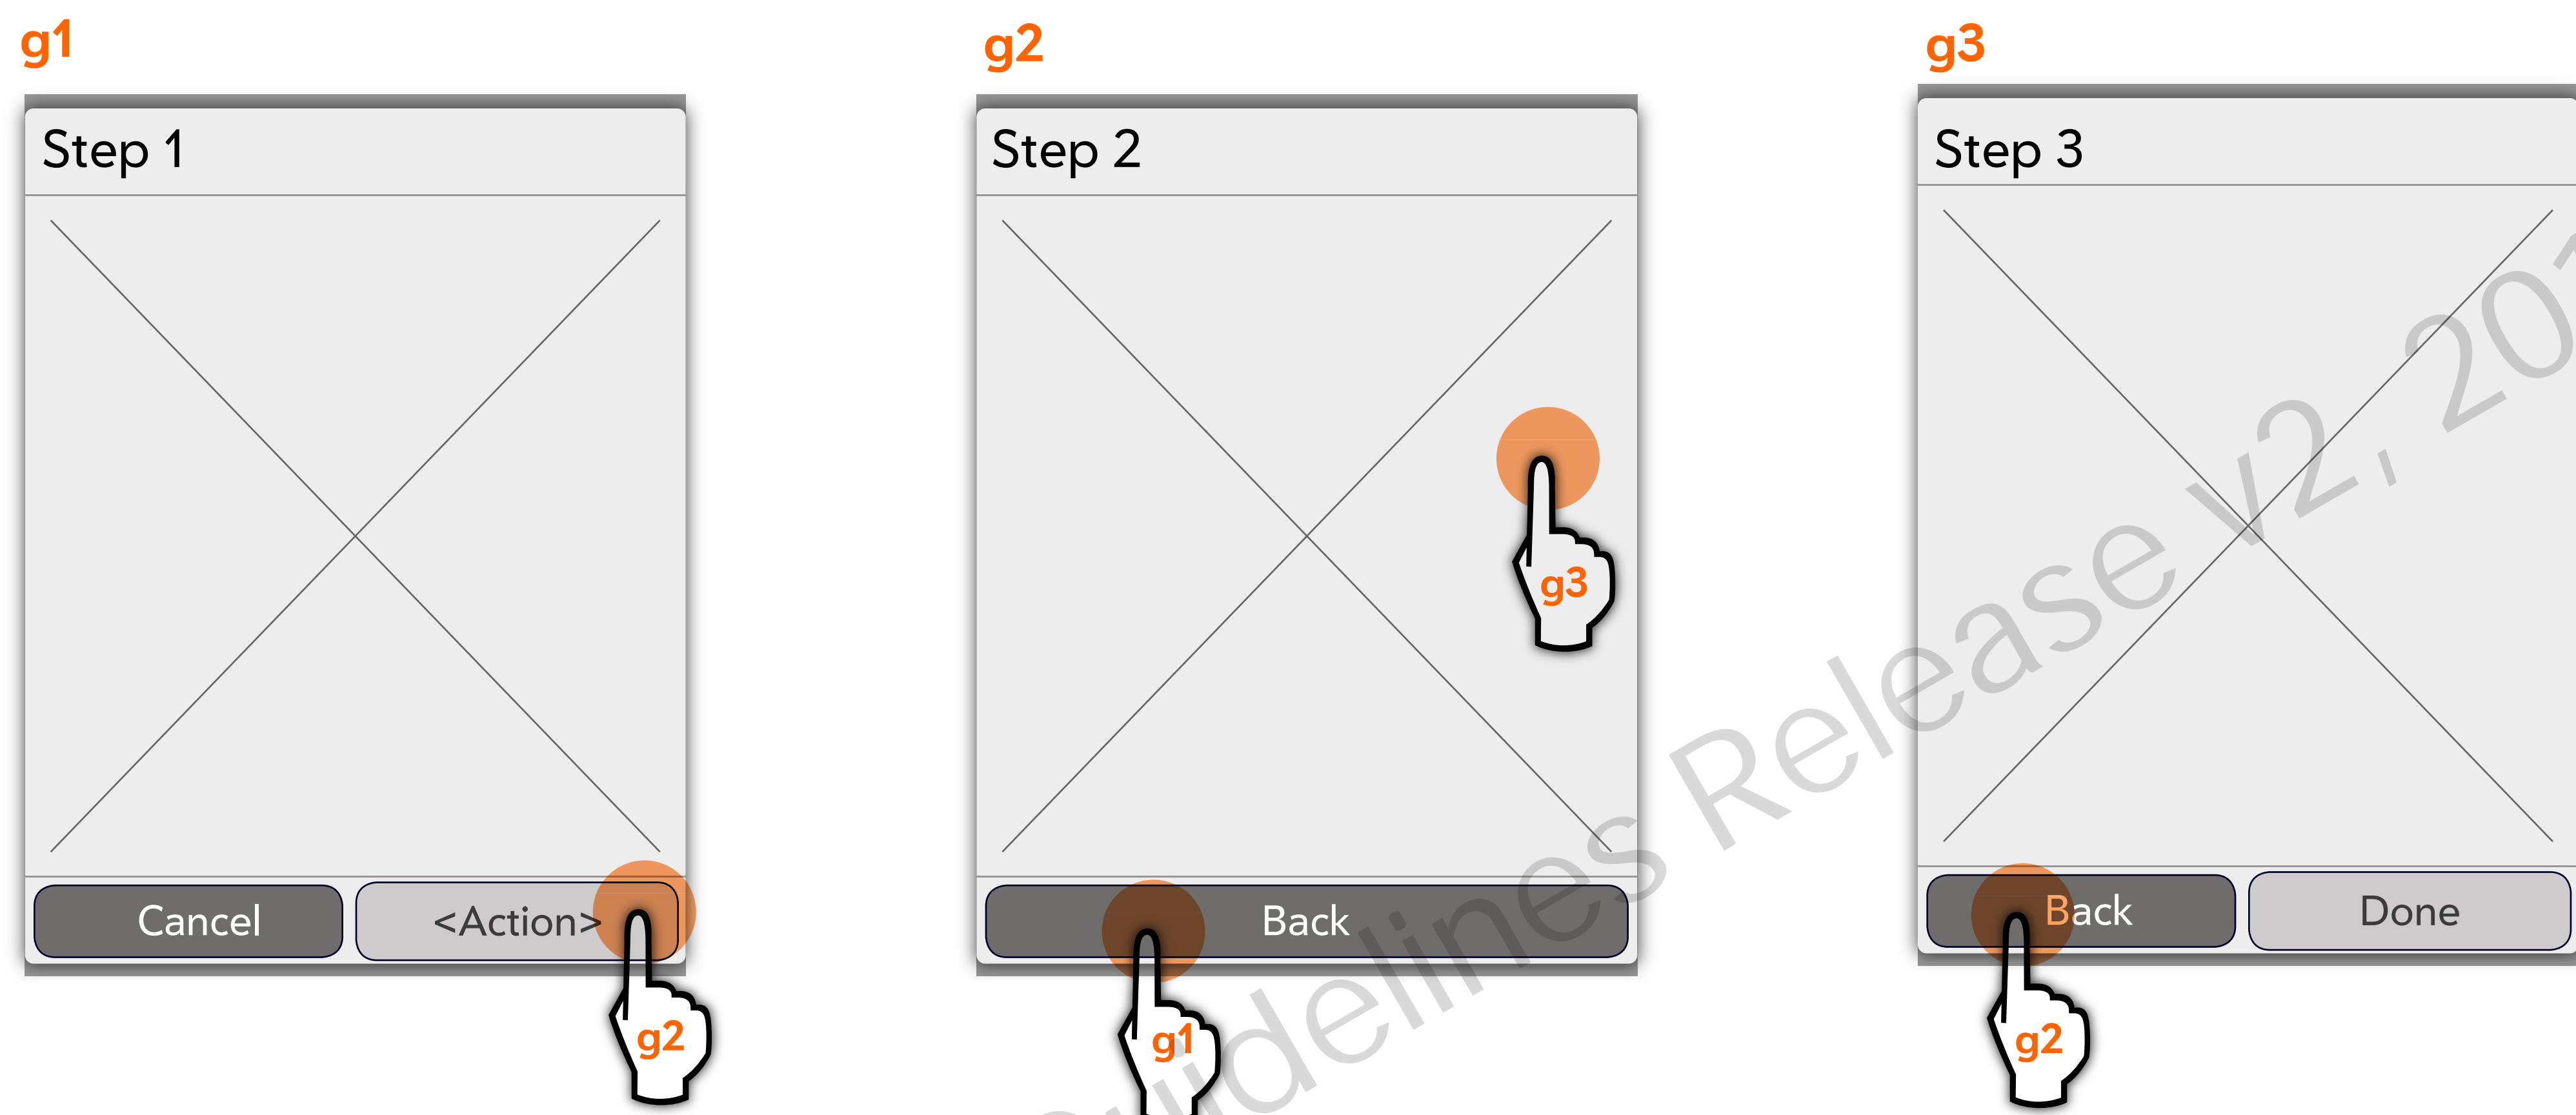 g1
g2
g3
Step 1
Step 2
Step 3
g3
Cancel
<Action>
Back
Back
Done
g2
g1
g2
Guidelines Release v2,